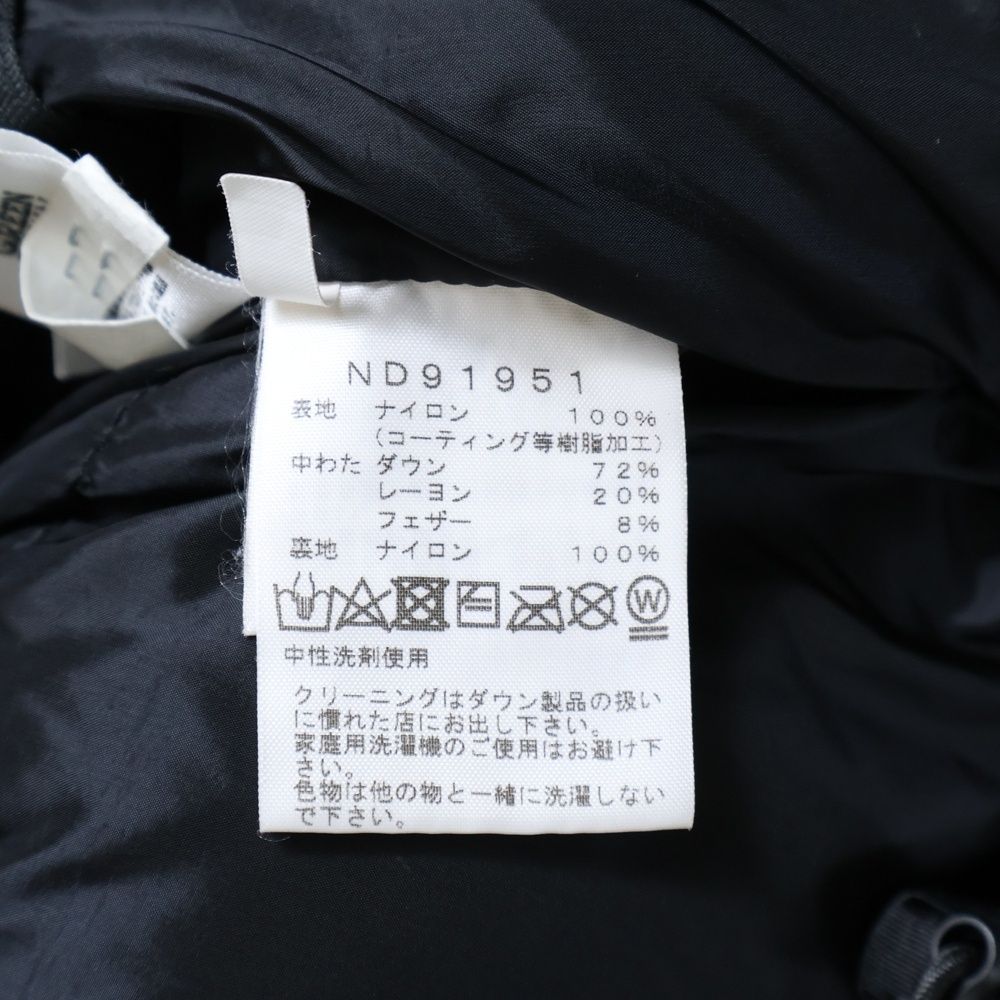 GREEN
ND91951
表地 ナイロン 100%
(コーティング等樹脂加工)
中わた ダウン 72%
レーヨン 20%
フェザー 8%
裏地 ナイロン 100%
W
中性洗剤使用
クリーニングはダウン製品の扱い
に慣れた店にお出し下さい。
家庭用洗濯機のご使用はお避け下
さい。
色物は他の物と一緒に洗濯しない
で下さい。